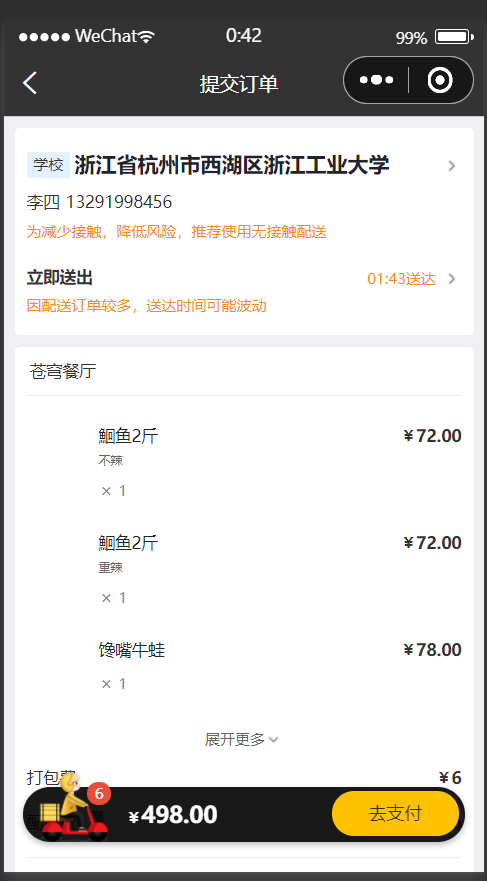 WeChat 0:42 99%
提交订单
学校 浙江省杭州市西湖区浙江工业大学
李四 13291998456
为减少接触，降低风险，推荐使用无接触配送
立即送出 01:43送达
因配送订单较多，送达时间可能波动
苍穹餐厅
鮰鱼2斤 ￥72.00
不辣
× 1
鮰鱼2斤 ￥72.00
重辣
× 1
馋嘴牛蛙 ￥78.00
× 1
展开更多
打包费 ￥6
6 ￥498.00 去支付